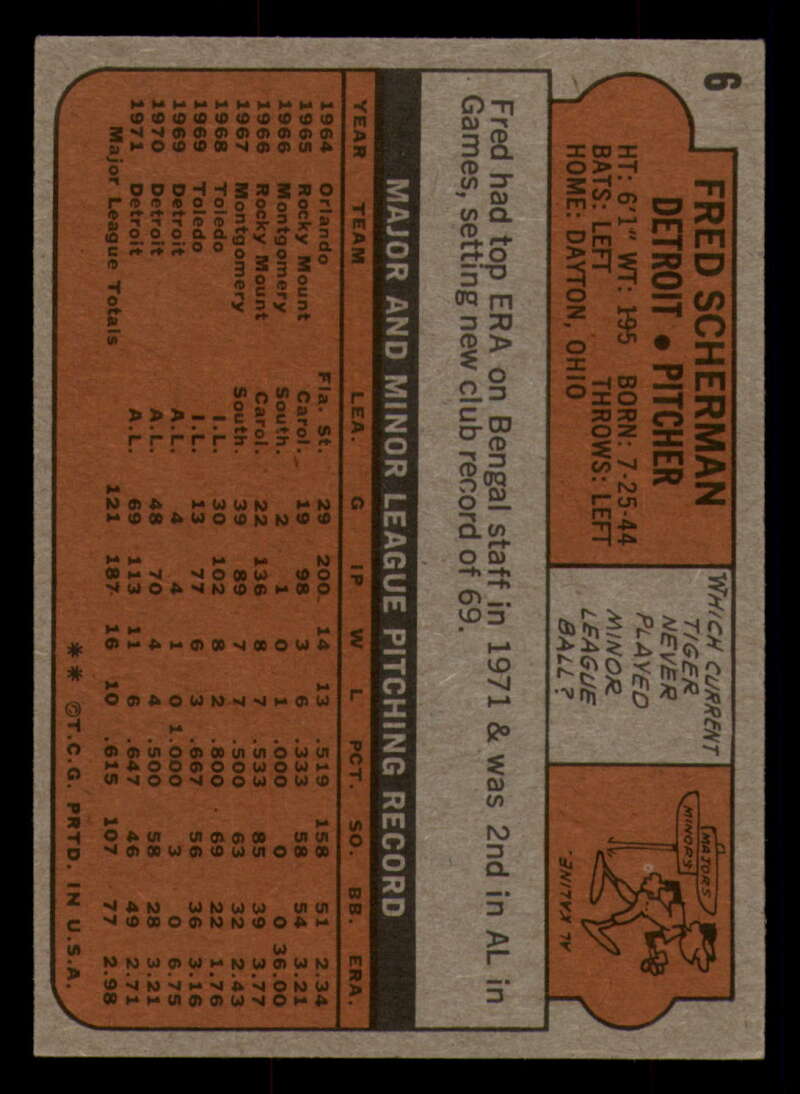 6
FRED SCHERMAN
DETROIT • PITCHER
HT: 6'1" WT: 195 BORN: 7-25-44
BATS: LEFT THROWS: LEFT
HOME: DAYTON, OHIO
WHICH CURRENT
TIGER
NEVER
PLAYED
MINOR
LEAGUE
BALL?
MAJORS
MINORS
AL KALINE.
Fred had top ERA on Bengal staff in 1971 & was 2nd in AL in
Games, setting new club record of 69.
MAJOR AND MINOR LEAGUE PITCHING RECORD
YEAR TEAM LEA. G IP W L PCT. SO. BB. ERA.
1964 Orlando Fla. St. 29 200 14 13 .519 158 51 2.34
1965 Rocky Mount Carol. 19 98 3 6 .333 58 54 3.21
1966 Montgomery South. 2 1 0 1 .000 0 0 36.00
1966 Rocky Mount Carol. 22 136 8 7 .533 85 39 3.77
1967 Montgomery South. 39 89 7 7 .500 63 32 2.43
1968 Toledo I.L. 30 102 8 2 .800 69 22 1.76
1969 Toledo I.L. 13 77 6 3 .667 56 36 3.16
1969 Detroit A.L. 4 4 1 0 1.000 3 0 6.75
1970 Detroit A.L. 48 70 4 4 .500 58 28 3.21
1971 Detroit A.L. 69 113 11 6 .647 46 49 2.71
Major League Totals 121 187 16 10 .615 107 77 2.98
** ©T.C.G. PRTD. IN U.S.A.